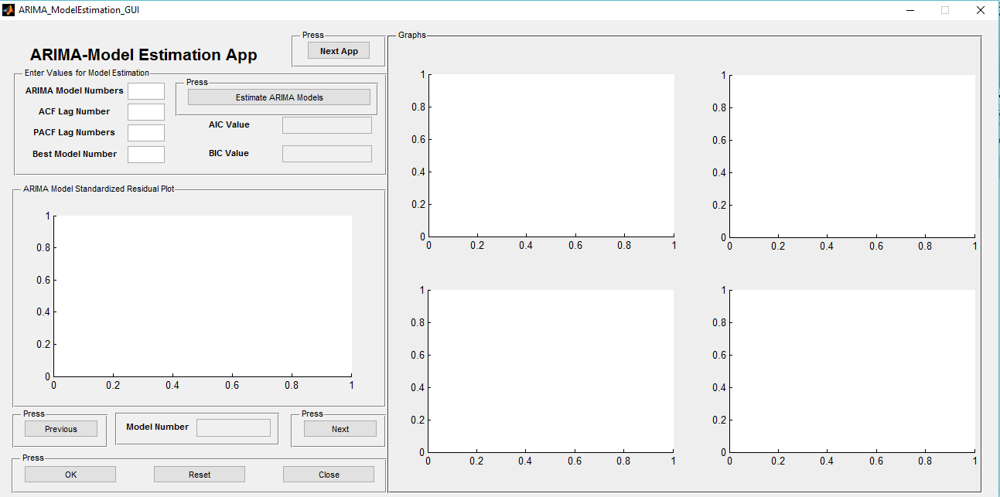 ARIMA_ModelEstimation_GUI
ARIMA-Model Estimation App
Press
Next App
Enter Values for Model Estimation
ARIMA Model Numbers
ACF Lag Number
PACF Lag Numbers
Best Model Number
Press
Estimate ARIMA Models
AIC Value
BIC Value
ARIMA Model Standardized Residual Plot
1
0.8
0.6
0.4
0.2
0
0 0.2 0.4 0.6 0.8 1
Press
Previous
Model Number
Press
Next
Press
OK Reset Close
Graphs
1
0.8
0.6
0.4
0.2
0
0 0.2 0.4 0.6 0.8 1
1
0.8
0.6
0.4
0.2
0
0 0.2 0.4 0.6 0.8 1
1
0.8
0.6
0.4
0.2
0
0 0.2 0.4 0.6 0.8 1
1
0.8
0.6
0.4
0.2
0
0 0.2 0.4 0.6 0.8 1